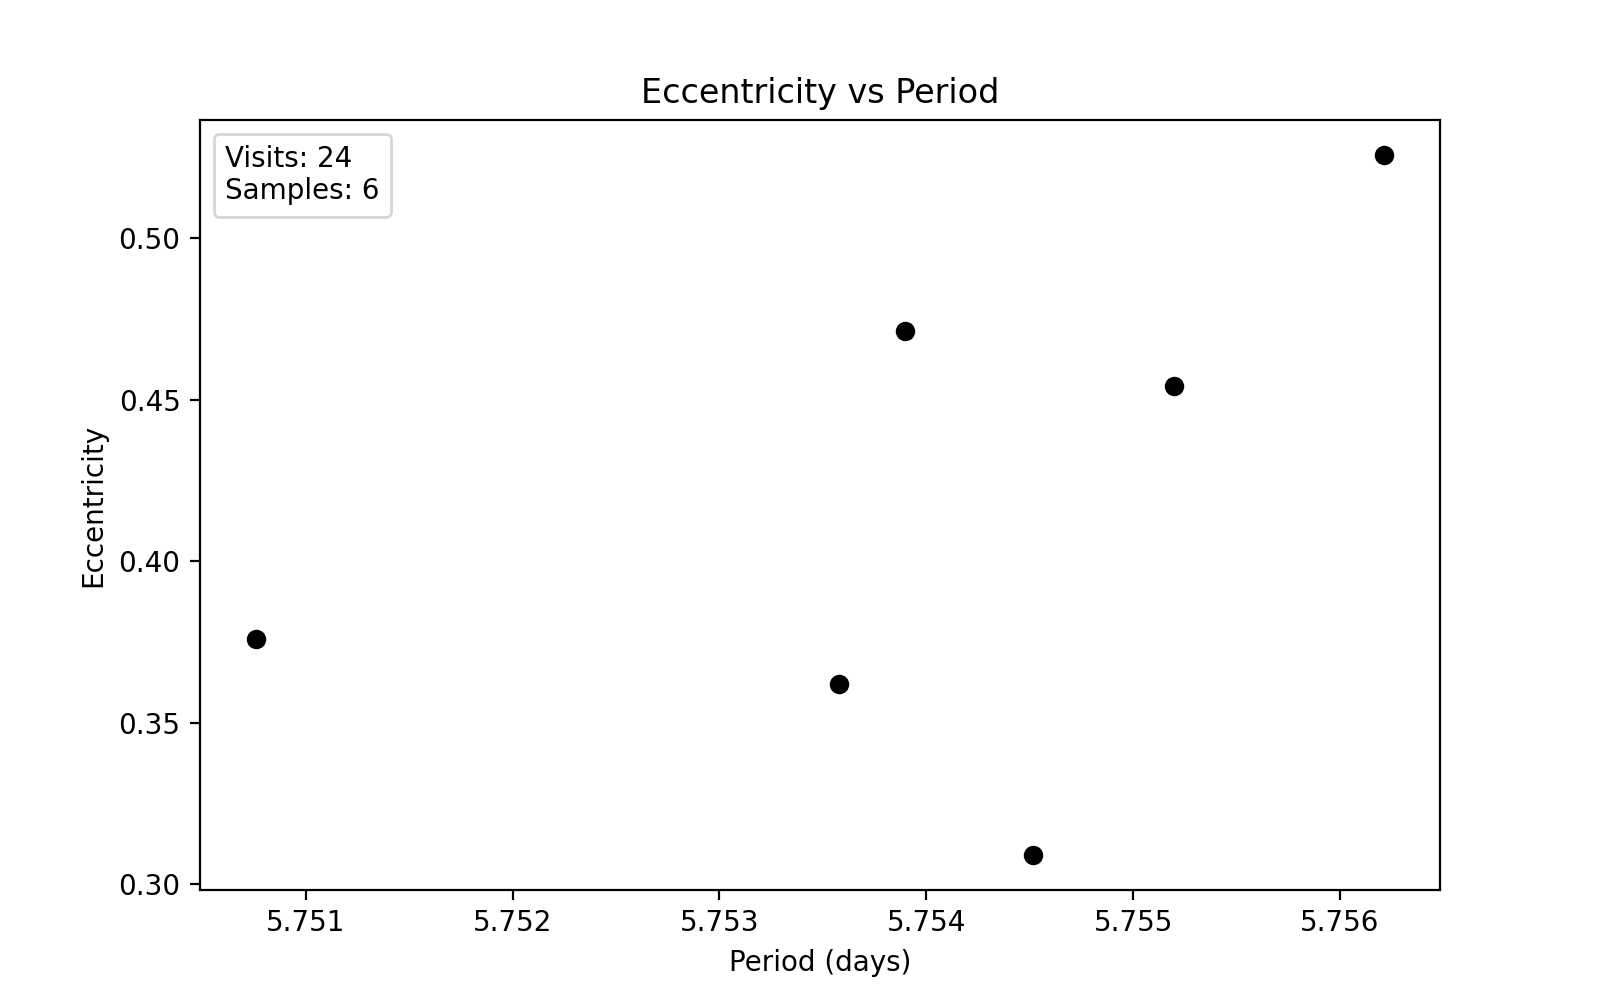 Eccentricity vs Period
Visits: 24
Samples: 6
Eccentricity
0.50
0.45
0.40
0.35
0.30
5.751 5.752 5.753 5.754 5.755 5.756
Period (days)